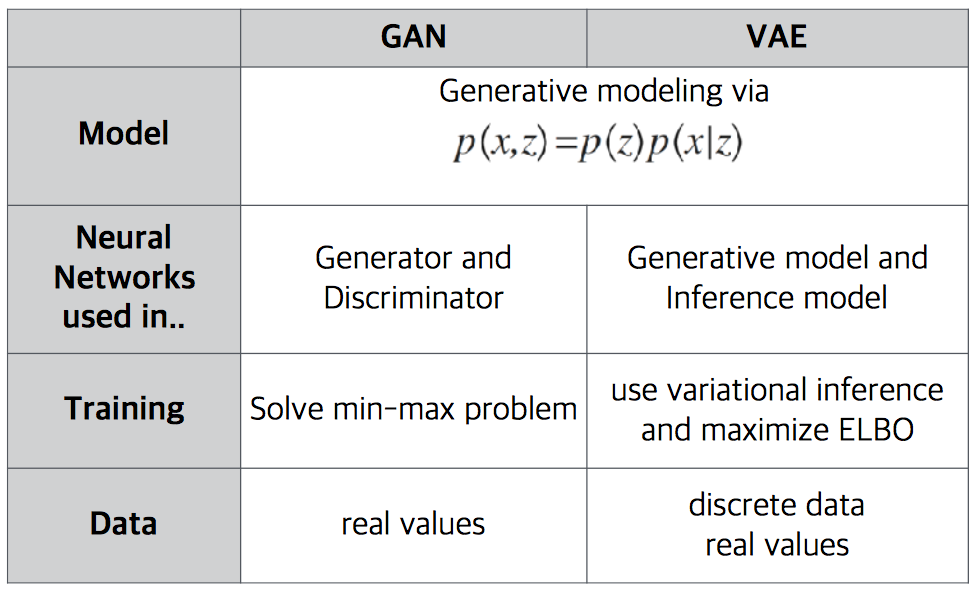 GAN VAE
Model
Generative modeling via
p(x,z)=p(z)p(x|z)
Neural
Networks
used in..
Generator and
Discriminator
Generative model and
Inference model
Training
Solve min-max problem
use variational inference
and maximize ELBO
Data
real values
discrete data
real values